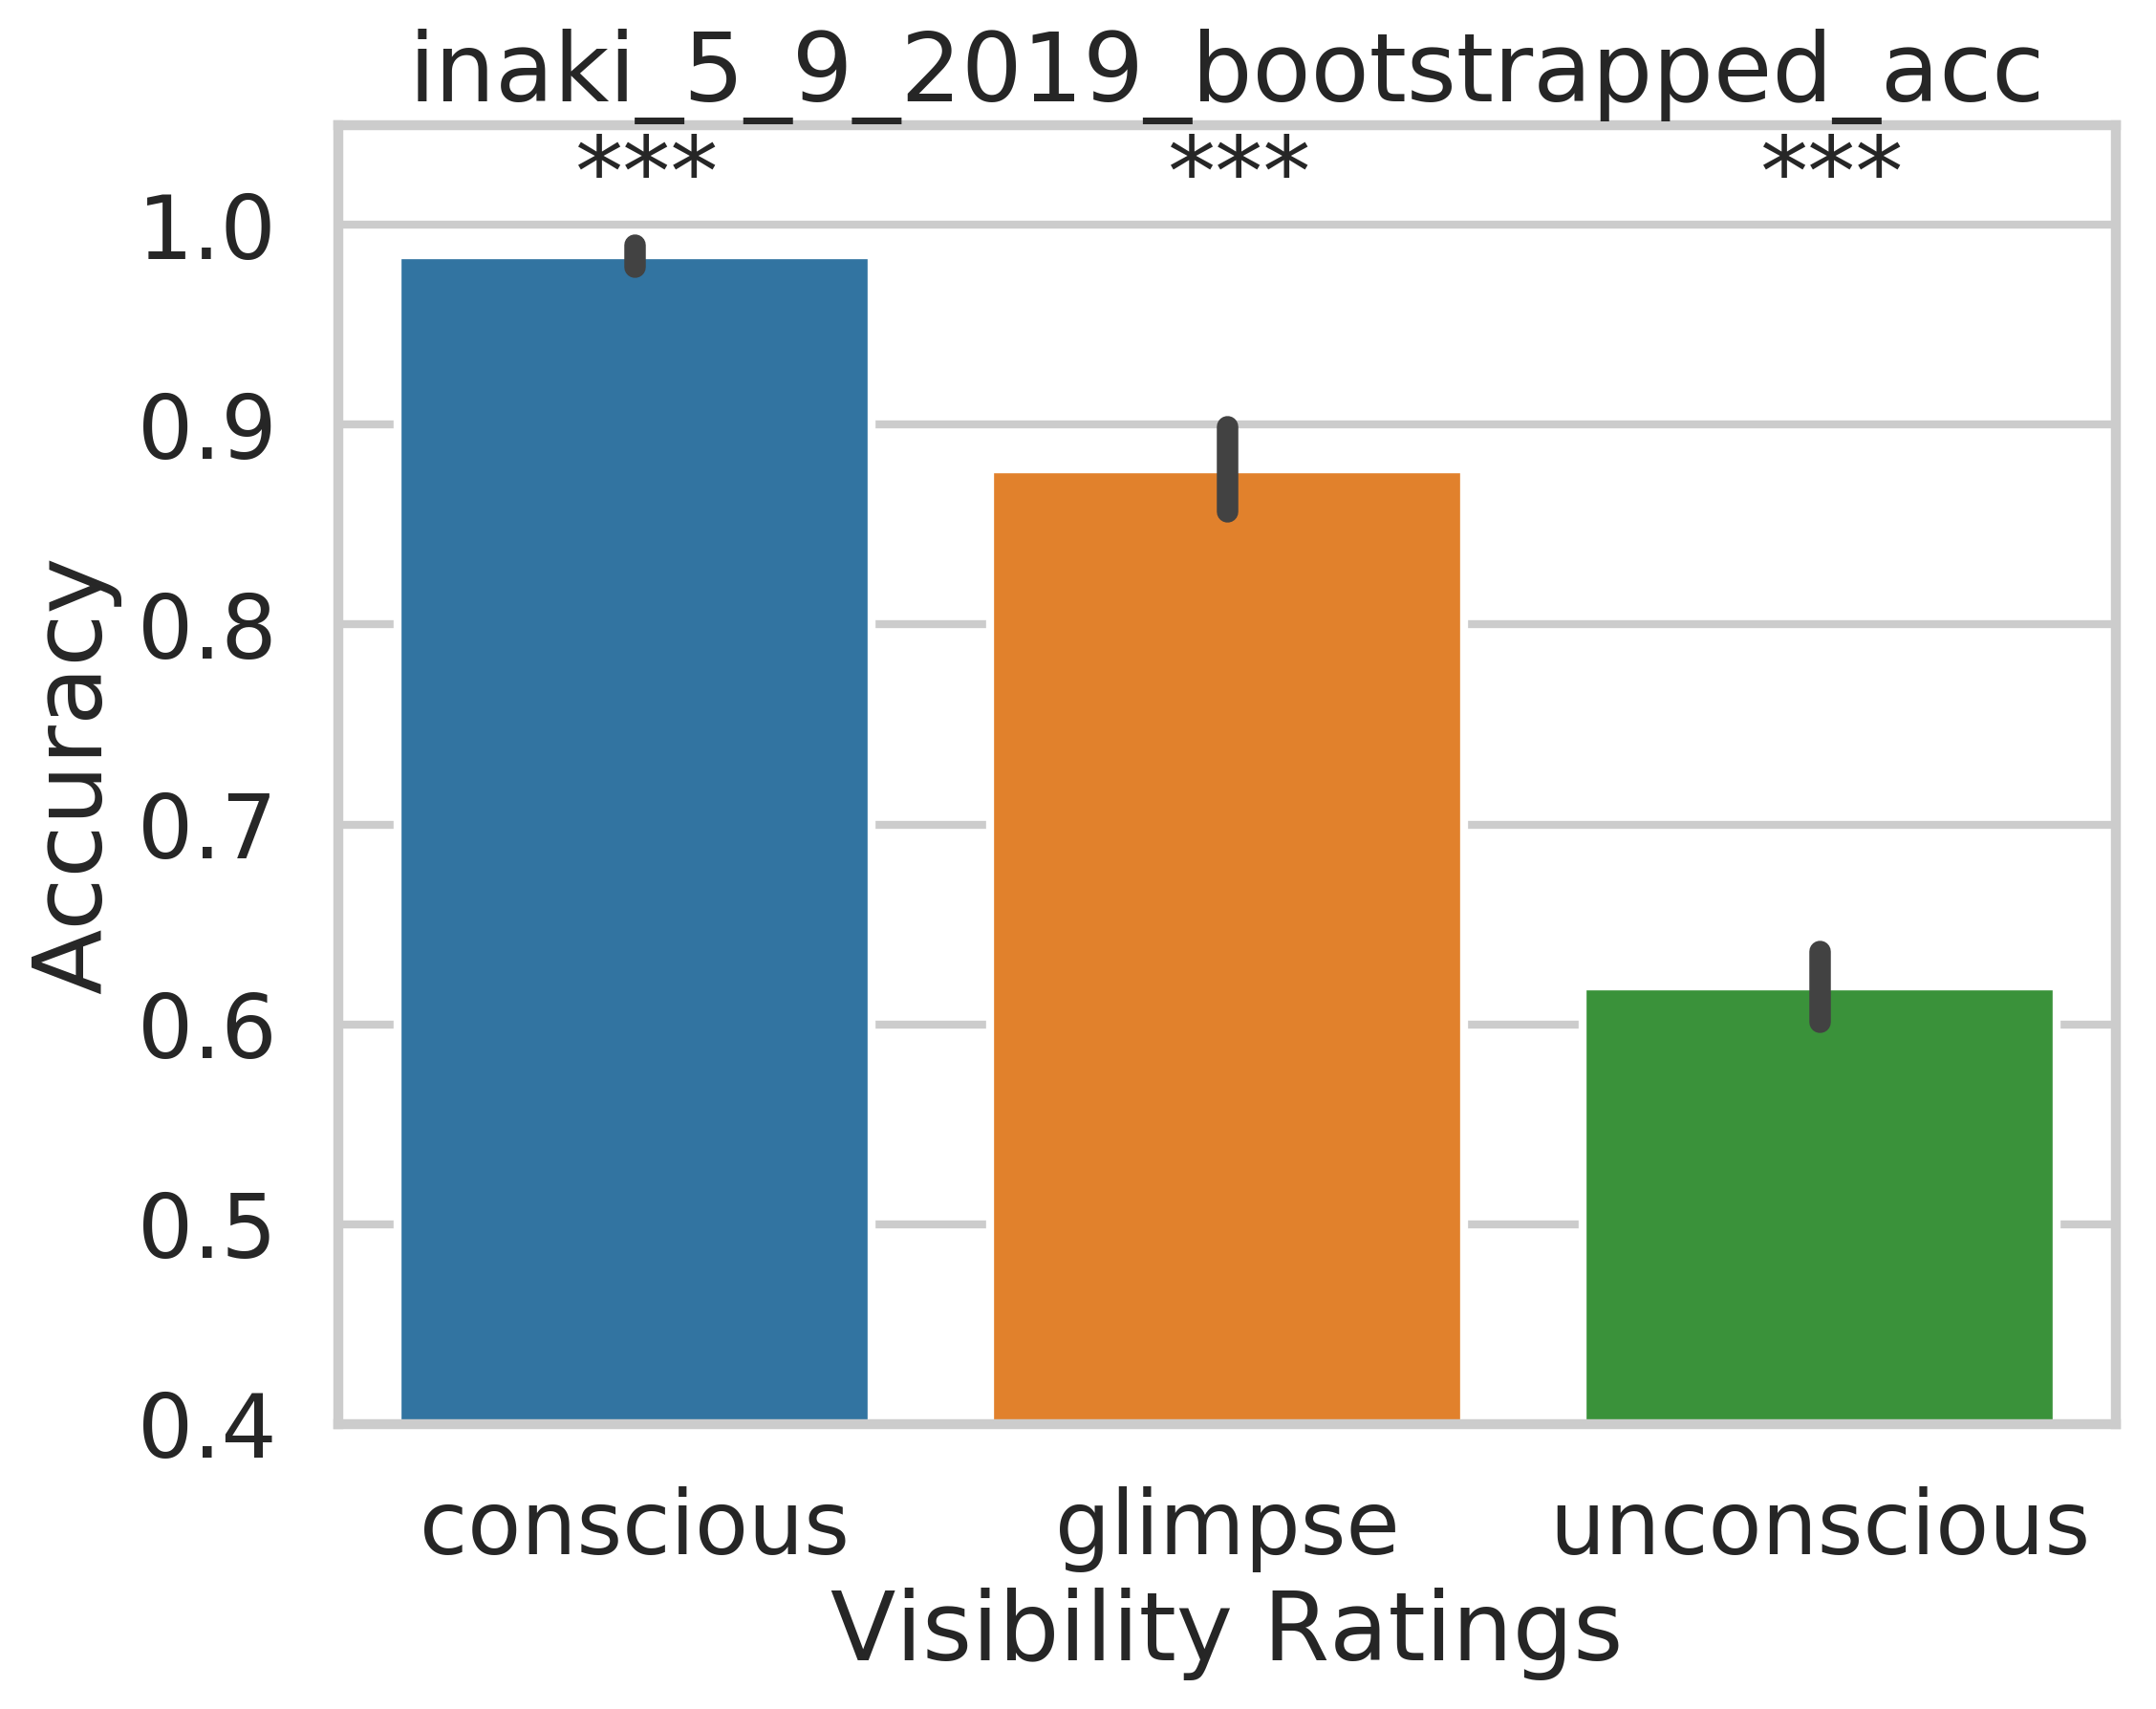 inaki_5_9_2019_bootstrapped_acc
*** *** ***
1.0
0.9
0.8
0.7
0.6
0.5
0.4
Accuracy
conscious glimpse unconscious
Visibility Ratings